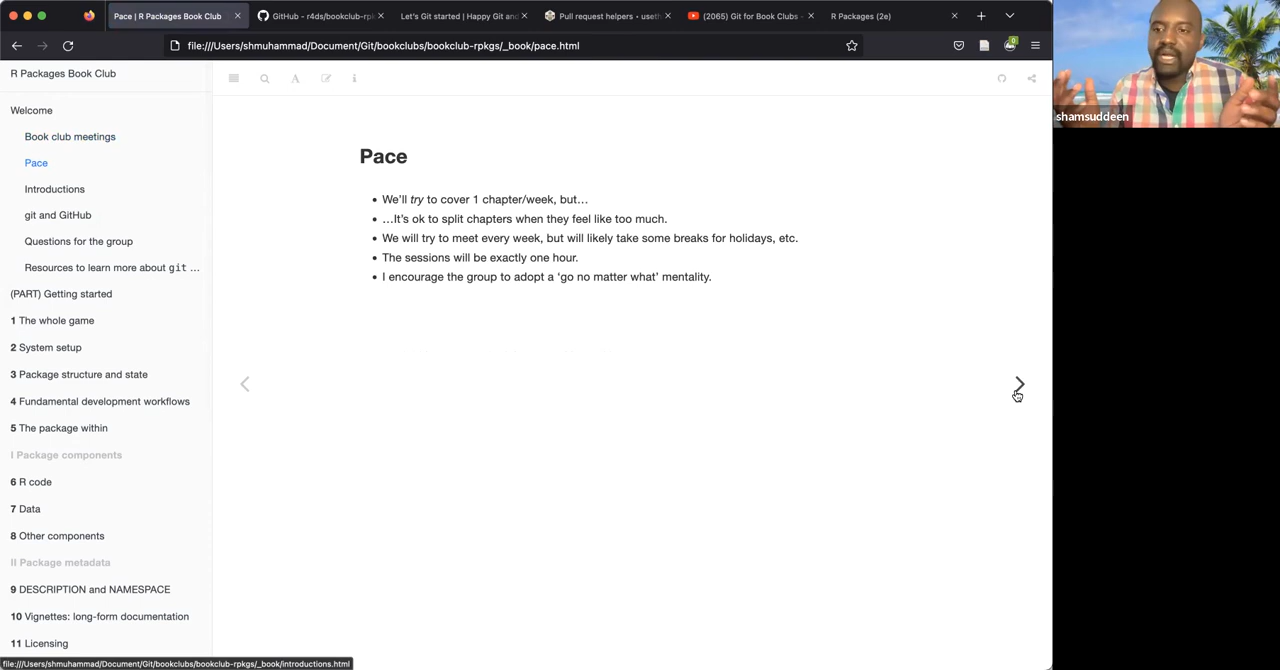 Pace | R Packages Book Club
GitHub - r4ds/bookclub-rpk
Let's Git started | Happy Git and
Pull request helpers • useth
(2065) Git for Book Clubs -
R Packages (2e)
file:///Users/shmuhammad/Document/Git/bookclubs/bookclub-rpkgs/_book/pace.html
0
R Packages Book Club
Welcome
Book club meetings
Pace
Introductions
git and GitHub
Questions for the group
Resources to learn more about git …
(PART) Getting started
1 The whole game
2 System setup
3 Package structure and state
4 Fundamental development workflows
5 The package within
I Package components
6 R code
7 Data
8 Other components
II Package metadata
9 DESCRIPTION and NAMESPACE
10 Vignettes: long-form documentation
11 Licensing
file:///Users/shmuhammad/Document/Git/bookclubs/bookclub-rpkgs/_book/introductions.html
A
i
Pace
• We'll try to cover 1 chapter/week, but…
• …It's ok to split chapters when they feel like too much.
• We will try to meet every week, but will likely take some breaks for holidays, etc.
• The sessions will be exactly one hour.
• I encourage the group to adopt a 'go no matter what' mentality.
shamsuddeen